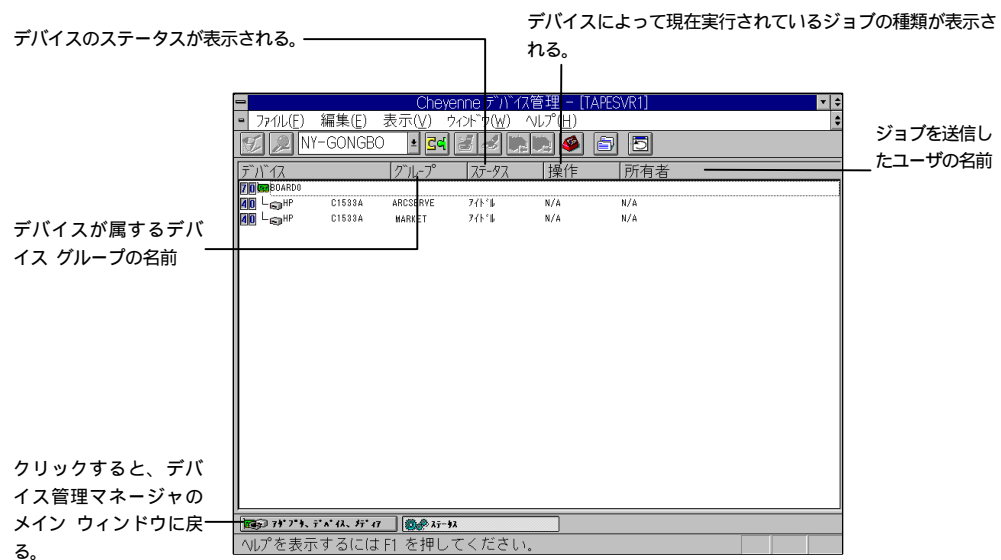 デバイスによって現在実行されているジョブの種類が表示さ
れる。
デバイスのステータスが表示される。
Cheyenne デバイス管理 - [TAPESVR1]
ファイル(F) 編集(E) 表示(V) ウィンドウ(W) ヘルプ(H)
NY-GONGBO
ジョブを送信し
たユーザの名前
デバイス グループ ステータス 操作 所有者
70 BOARD0
40 HP C1533A ARCSERVE アイドル N/A N/A
40 HP C1533A MARKET アイドル N/A N/A
デバイスが属するデバ
イス グループの名前
クリックすると、デバ
イス管理マネージャの
メイン ウィンドウに戻
る。
アダプタ、デバイス、メディア ステータス
ヘルプを表示するには F1 を押してください。